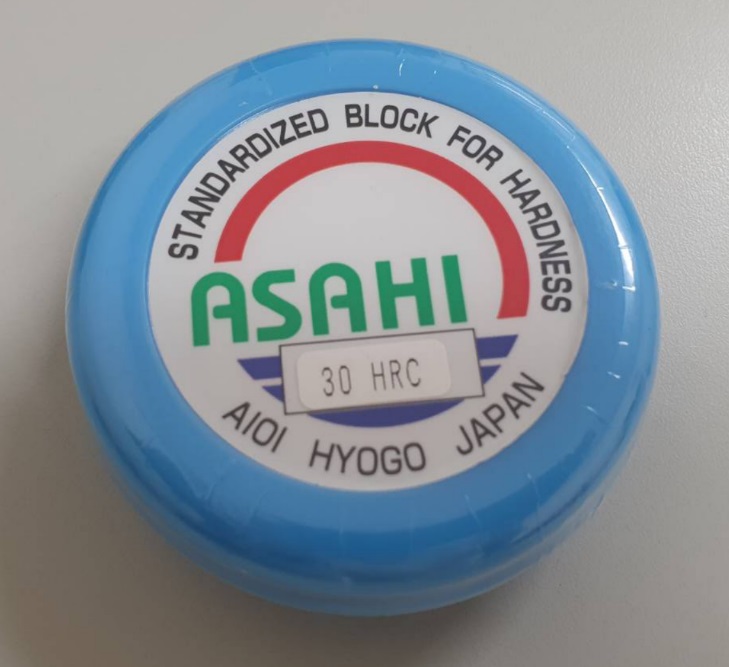 STANDARDIZED BLOCK FOR HARDNESS
ASAHI
30 HRC
AIOI HYOGO JAPAN